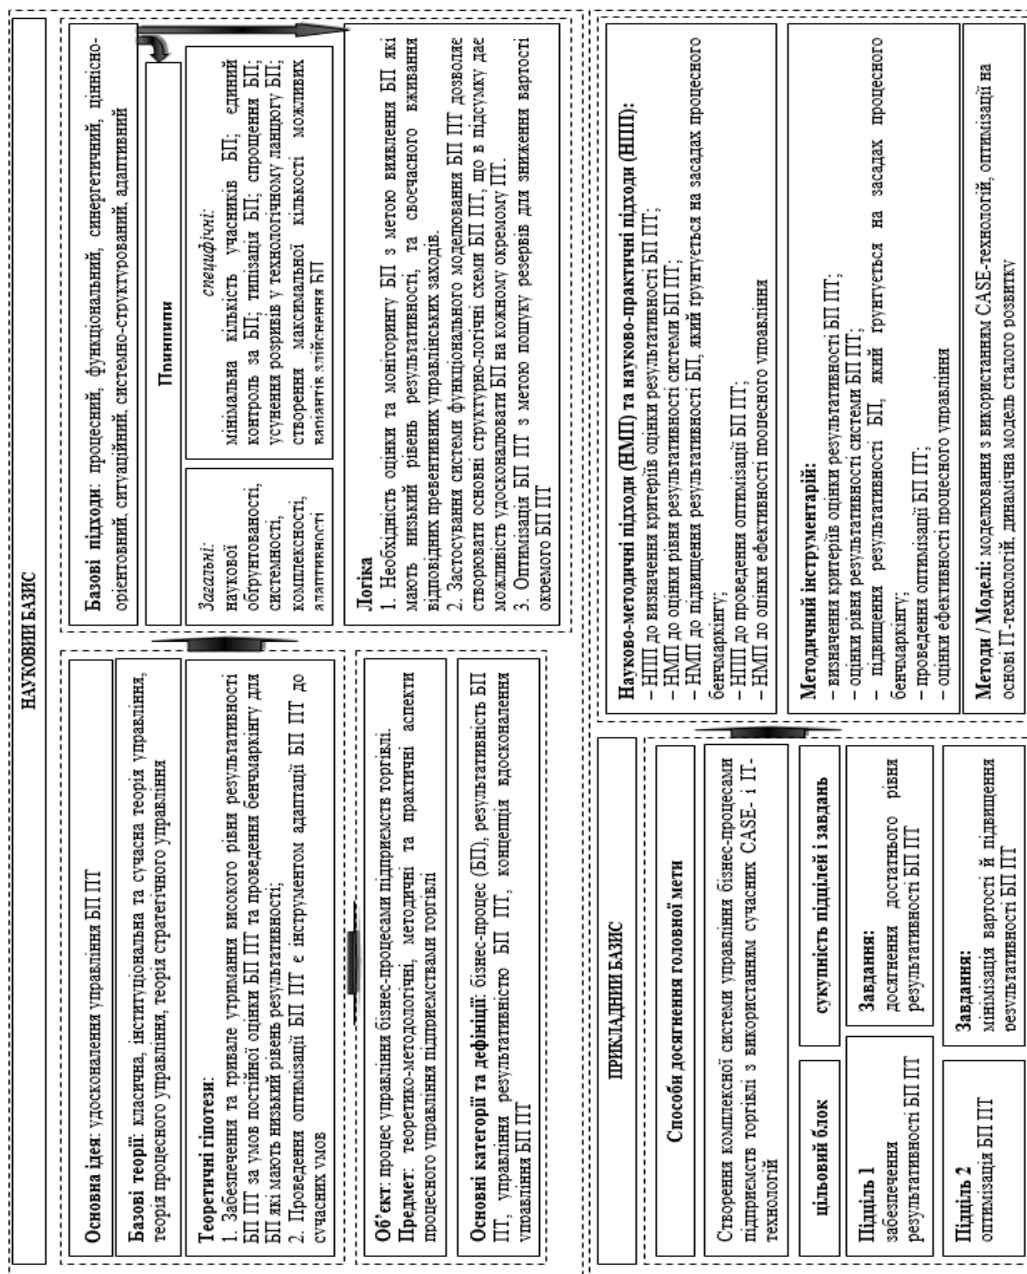 НАУКОВИЙ БАЗИС
Основна ідея: удосконалення управління БП ПТ
Базові теорії: класична, інституціональна та сучасна теорія управління,
теорія процесного управління, теорія стратегічного управління
Теоретичні гіпотези:
1. Забезпечення та тривале утримання високого рівня результативності
БП ПТ за умов постійної оцінки БП ПТ та проведення бенчмаркінгу для
БП які мають низький рівень результативності;
2. Проведення оптимізації БП ПТ є інструментом адаптації БП ПТ до
сучасних умов
Об'єкт: процес управління бізнес-процесами підприємств торгівлі.
Предмет: теоретико-методологічні, методичні та практичні аспекти
процесного управління підприємствами торгівлі
Основні категорії та дефініції: бізнес-процес (БП), результативність БП
ПТ, управління результативністю БП ПТ, концепція вдосконалення
управління БП ПТ
Базові підходи: процесний, функціональний, синергетичний, ціннісно-
орієнтовний, ситуаційний, системно-структурований, адаптивний
Принципи
Загальні:
наукової
обґрунтованості,
системності,
комплексності,
адаптивності
специфічні:
мінімальна кількість учасників БП; єдиний
контроль за БП; типізація БП; спрощення БП;
усунення розривів у технологічному ланцюгу БП;
створення максимальної кількості можливих
варіантів здійснення БП
Логіка
1. Необхідність оцінки та моніторингу БП з метою виявлення БП які
мають низький рівень результативності, та своєчасного вживання
відповідних превентивних управлінських заходів.
2. Застосування системи функціонального моделювання БП ПТ дозволяє
створювати основні структурно-логічні схеми БП ПТ, що в підсумку дає
можливість удосконалювати БП на кожному окремому ПТ.
3. Оптимізація БП ПТ з метою пошуку резервів для зниження вартості
окремого БП ПТ
ПРИКЛАДНИЙ БАЗИС
Способи досягнення головної мети
Створення комплексної системи управління бізнес-процесами
підприємств торгівлі з використанням сучасних CASE- і ІТ-
технологій
цільовий блок
сукупність підцілей і завдань
Підціль 1
забезпечення
результативності БП ПТ
Завдання:
досягнення достатнього рівня
результативності БП ПТ
Підціль 2
оптимізація БП ПТ
Завдання:
мінімізація вартості й підвищення
результативності БП ПТ
Науково-методичні підходи (НМП) та науково-практичні підходи (НПП):
– НПП до визначення критеріїв оцінки результативності БП ПТ;
– НМП до оцінки рівня результативності системи БП ПТ;
– НМП до підвищення результативності БП, який ґрунтується на засадах процесного
бенчмаркінгу;
– НПП до проведення оптимізації БП ПТ;
– НМП до оцінки ефективності процесного управління
Методичний інструментарій:
– визначення критеріїв оцінки результативності БП ПТ;
– оцінки рівня результативності системи БП ПТ;
– підвищення результативності БП, який ґрунтується на засадах процесного
бенчмаркінгу;
– проведення оптимізації БП ПТ;
– оцінки ефективності процесного управління
Методи / Моделі: моделювання з використанням CASE-технологій, оптимізації на
основі ІТ-технологій, динамічна модель сталого розвитку